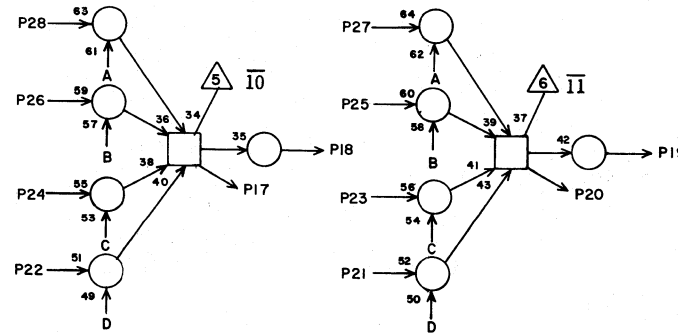 P28 63 61 A
P26 59 57 B
36 34 5 10
35 P18
38 40 P17
P24 55 53 C
P22 51 49 D
P27 64 62 A
P25 60 58 B
39 37 6 11
42 P19
41 43 P20
P23 56 54 C
P21 52 50 D